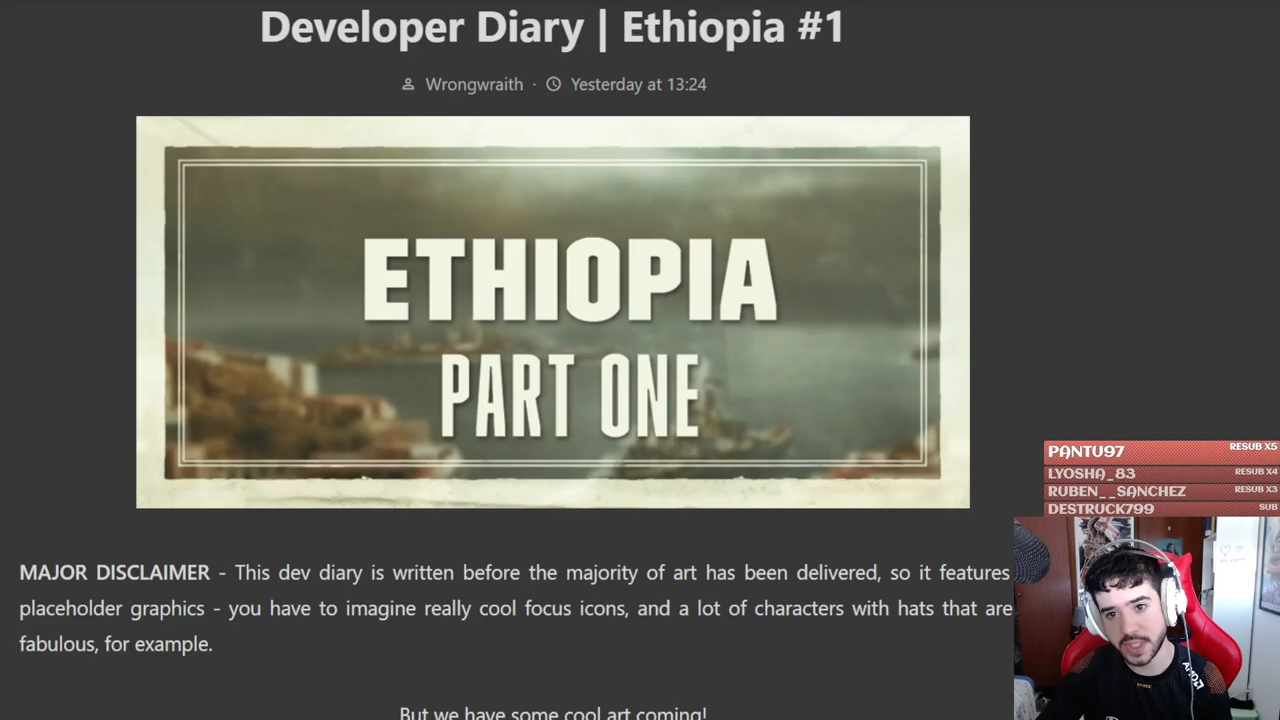 Developer Diary | Ethiopia #1
Wrongwraith · Yesterday at 13:24
ETHIOPIA
PART ONE
MAJOR DISCLAIMER - This dev diary is written before the majority of art has been delivered, so it features
placeholder graphics - you have to imagine really cool focus icons, and a lot of characters with hats that are
fabulous, for example.
But we have some cool art coming!
PANTU97 RESUB X5
LYOSHA_83 RESUB X4
RUBEN__SANCHEZ RESUB X3
DESTRUCK799 SUB
AMD